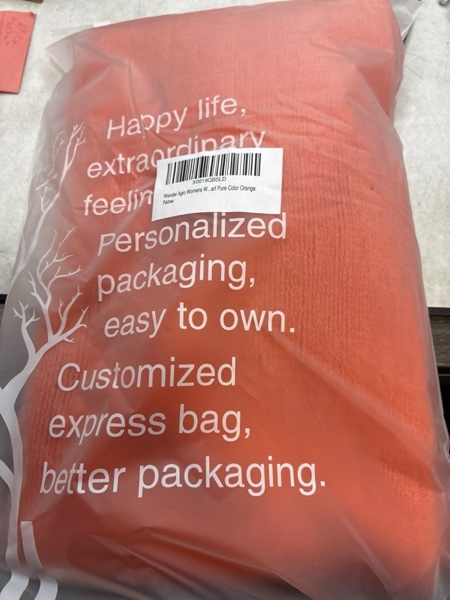 Happy life,
extraordinary
feelin
X001K265LD
Wander Agio Womens W...arf Pure Color Orange
New
Personalized
packaging,
easy to own.
Customized
express bag,
better packaging.